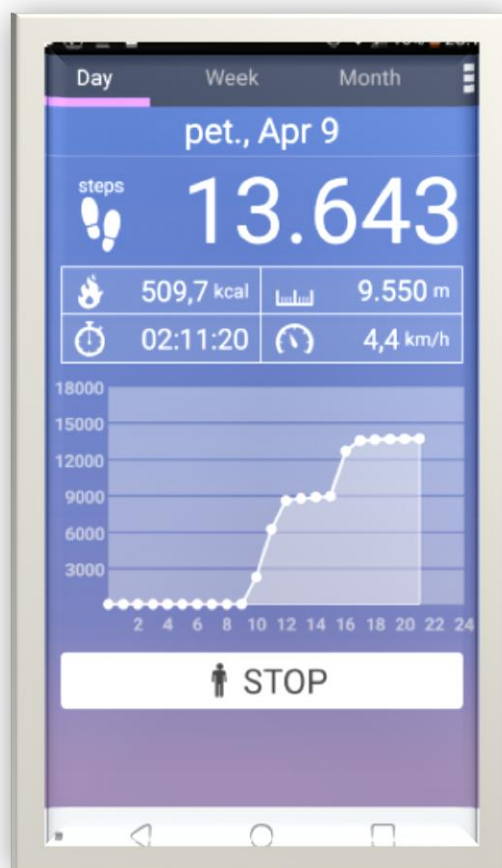 Day Week Month
pet., Apr 9
steps
13.643
509,7 kcal 9.550 m
02:11:20 4,4 km/h
18000
15000
12000
9000
6000
3000
2 4 6 8 10 12 14 16 18 20 22 24
STOP